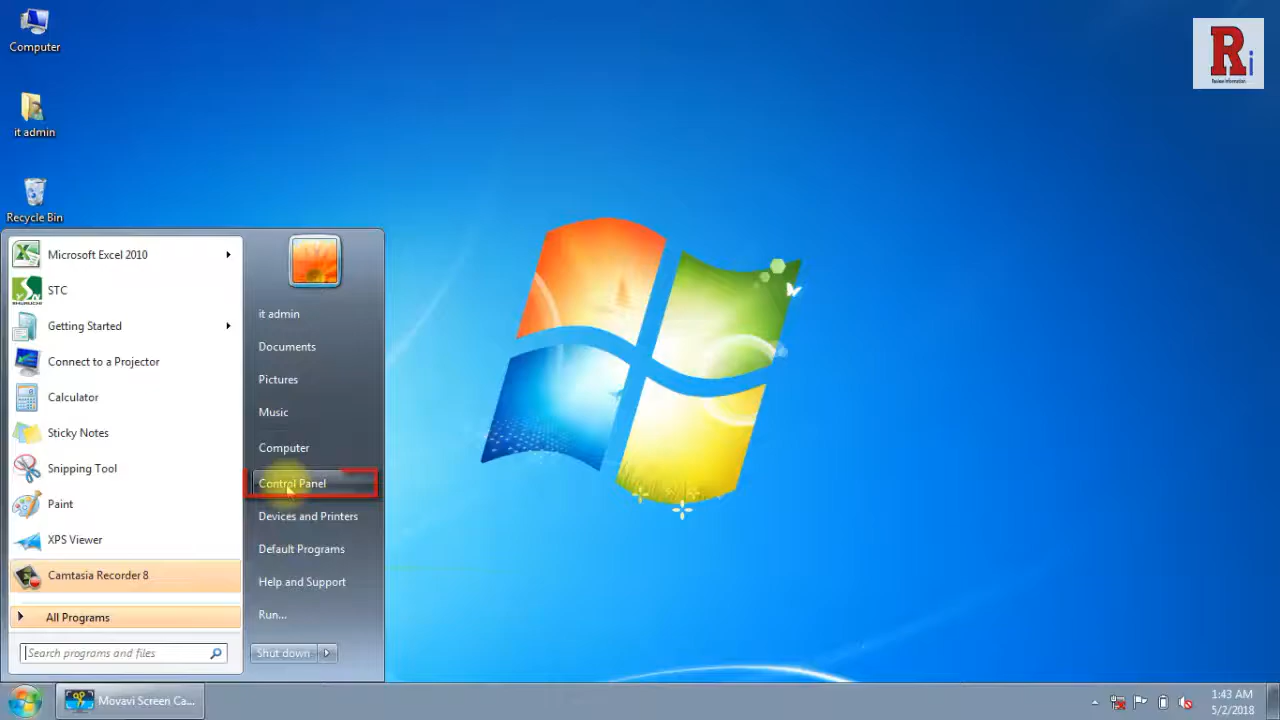 Computer
it admin
Recycle Bin
R i
Review Information.
Microsoft Excel 2010
STC
Getting Started
Connect to a Projector
Calculator
Sticky Notes
Snipping Tool
Paint
XPS Viewer
Camtasia Recorder 8
All Programs
Search programs and files
it admin
Documents
Pictures
Music
Computer
Control Panel
Devices and Printers
Default Programs
Help and Support
Run...
Shut down
Movavi Screen Ca...
1:43 AM
5/2/2018